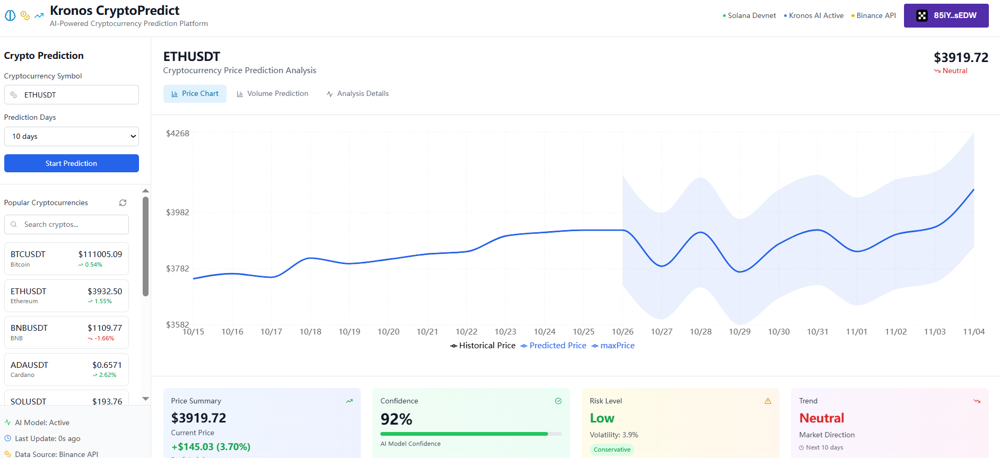 Kronos CryptoPredict
AI-Powered Cryptocurrency Prediction Platform
Solana Devnet
Kronos AI Active
Binance API
85iY..sEDW
Crypto Prediction
Cryptocurrency Symbol
ETHUSDT
Prediction Days
10 days
Start Prediction
Popular Cryptocurrencies
Search cryptos...
BTCUSDT $111005.09
Bitcoin 0.54%
ETHUSDT $3932.50
Ethereum 1.55%
BNBUSDT $1109.77
BNB -1.66%
ADAUSDT $0.6571
Cardano 2.62%
SOLUSDT $193.76
AI Model: Active
Last Update: 0s ago
Data Source: Binance API
ETHUSDT
Cryptocurrency Price Prediction Analysis
$3919.72
Neutral
Price Chart
Volume Prediction
Analysis Details
$4268
$3982
$3782
$3582
10/15 10/16 10/17 10/18 10/19 10/20 10/21 10/22 10/23 10/24 10/25 10/26 10/27 10/28 10/29 10/30 10/31 11/01 11/02 11/03 11/04
Historical Price Predicted Price maxPrice
Price Summary
$3919.72
Current Price
+$145.03 (3.70%)
Confidence
92%
AI Model Confidence
Risk Level
Low
Volatility: 3.9%
Conservative
Trend
Neutral
Market Direction
Next 10 days